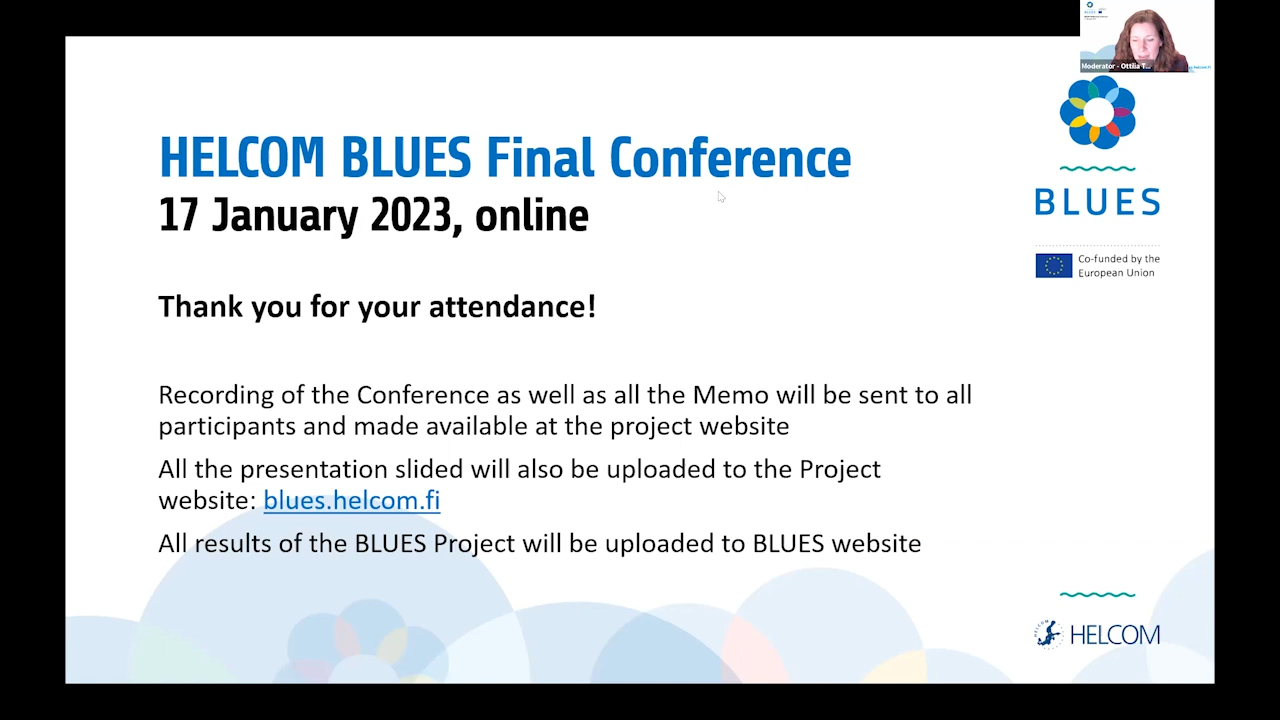 Moderator - Ottilia T...
HELCOM BLUES Final Conference
17 January 2023, online
BLUES
Co-funded by the
European Union
Thank you for your attendance!
Recording of the Conference as well as all the Memo will be sent to all
participants and made available at the project website
All the presentation slided will also be uploaded to the Project
website: blues.helcom.fi
All results of the BLUES Project will be uploaded to BLUES website
HELCOM